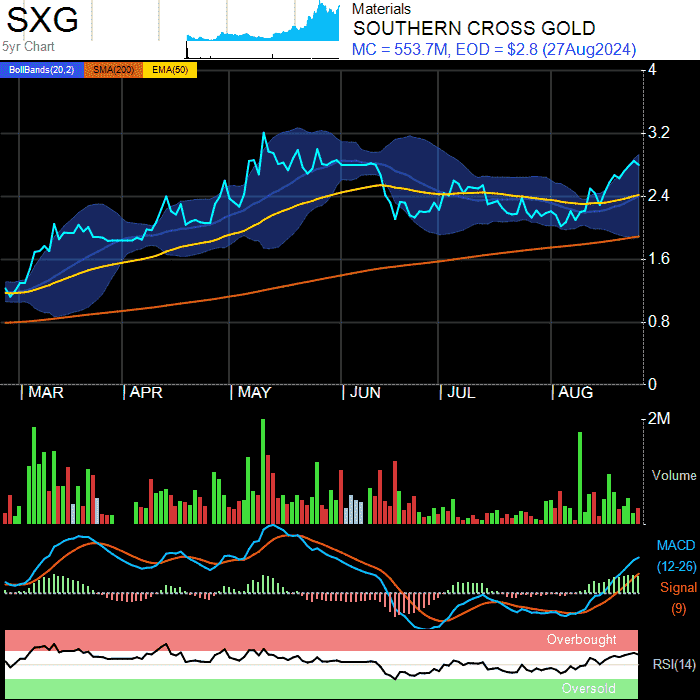 SXG
5yr Chart
Materials
SOUTHERN CROSS GOLD
MC = 553.7M, EOD = $2.8 (27Aug2024)
BollBands(20,2) SMA(200) EMA(50)
4
3.2
2.4
1.6
0.8
0
MAR APR MAY JUN JUL AUG
2M
Volume
MACD
(12-26)
Signal
(9)
Overbought
RSI(14)
Oversold